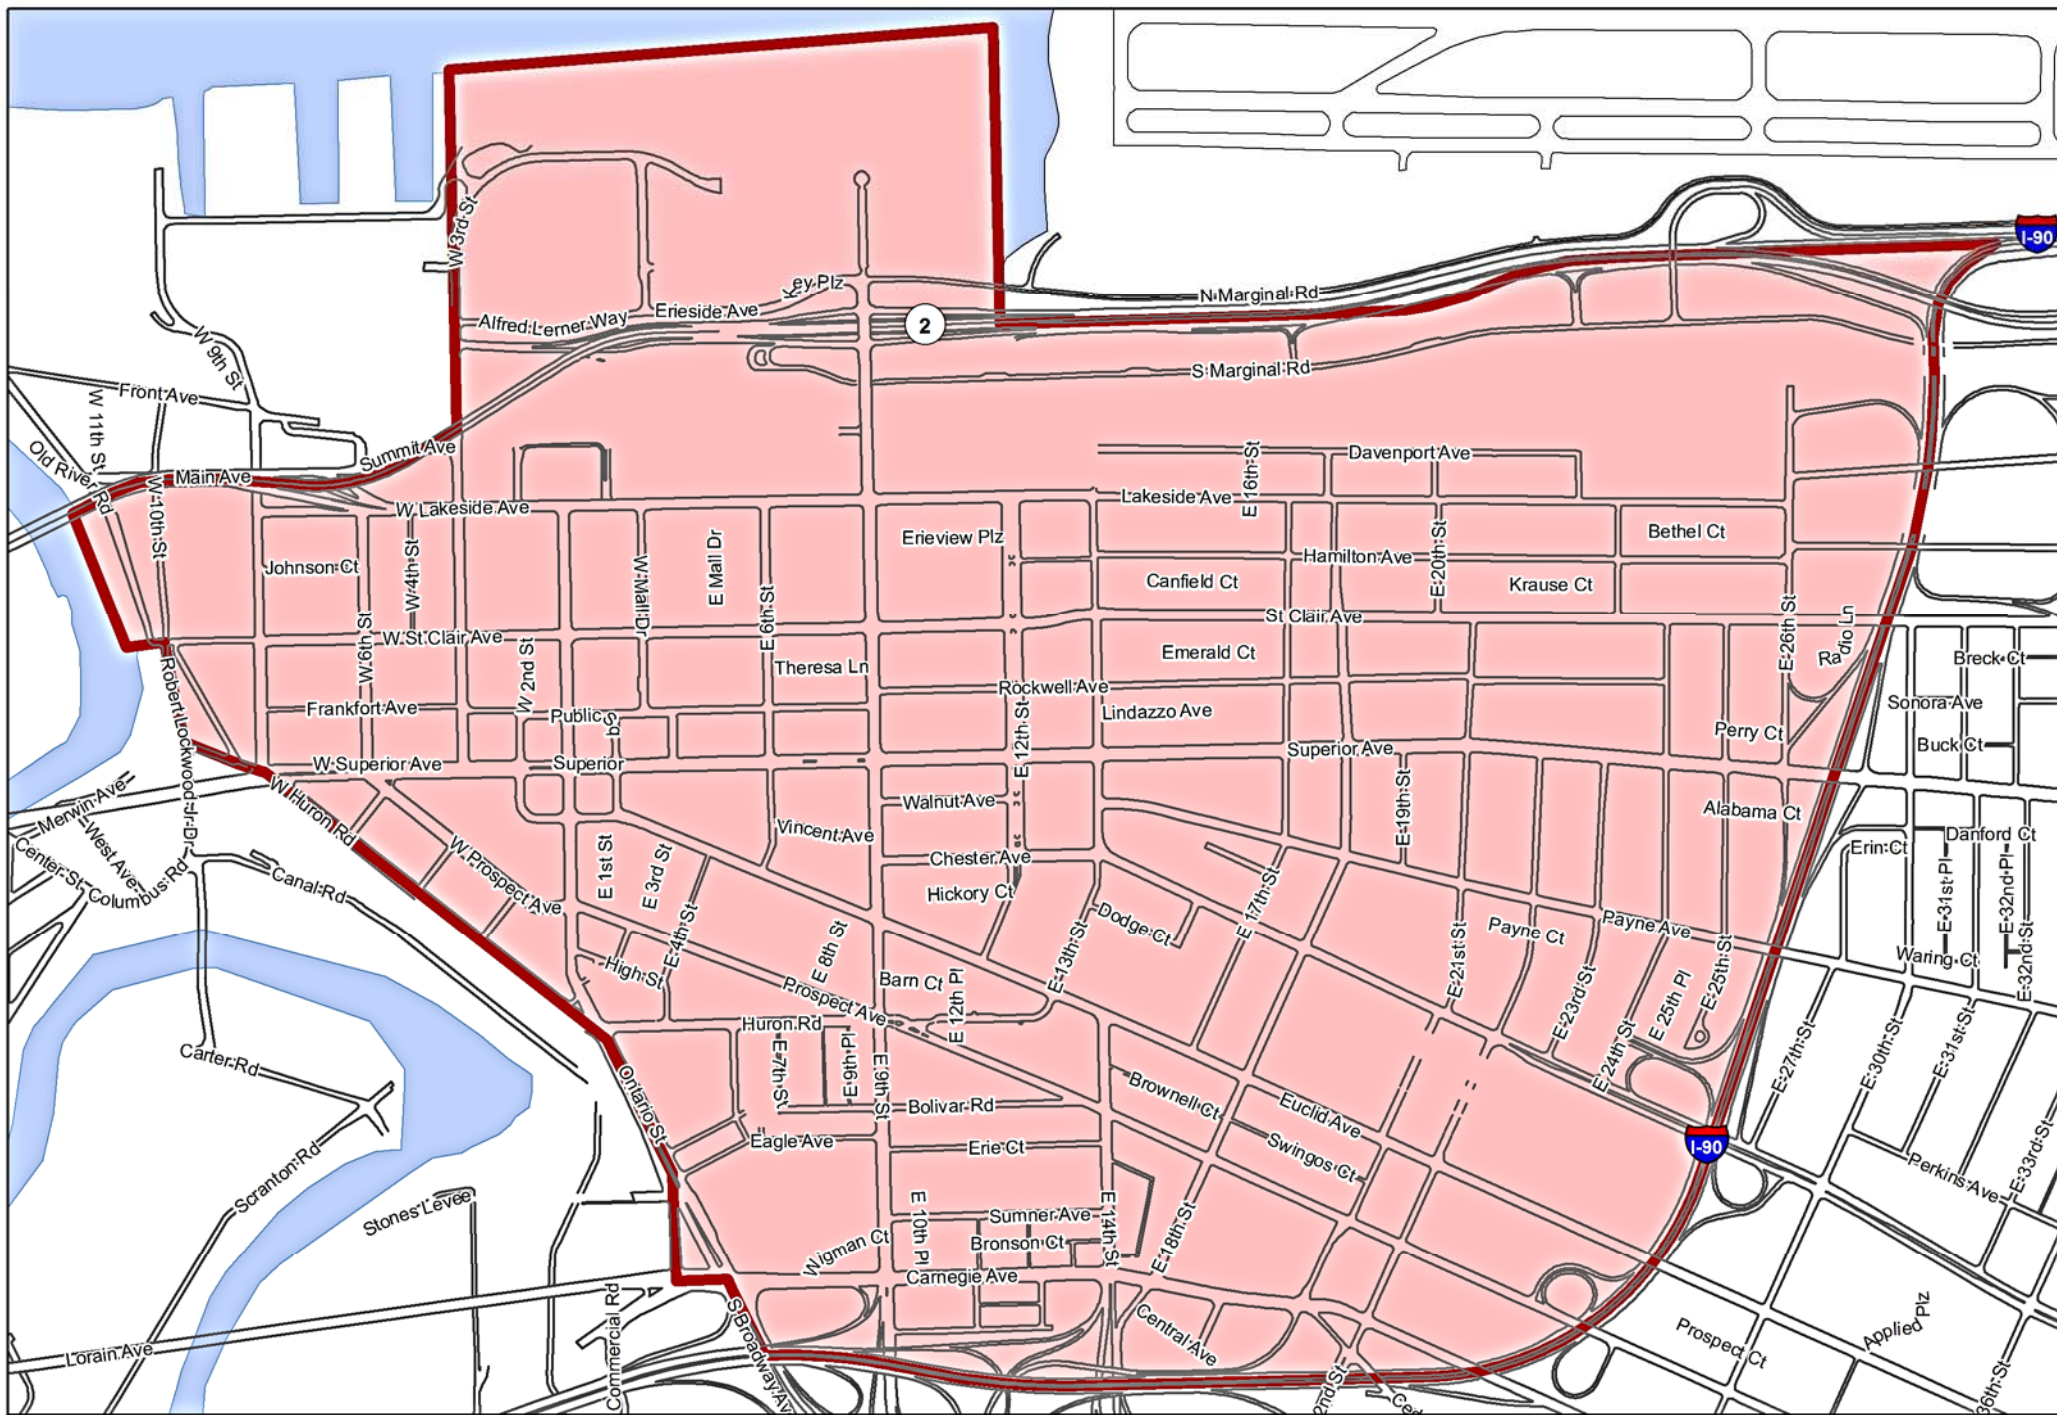 I-90
W 3rd St
Key Plz
N Marginal Rd
Erieside Ave
Alfred Lerner Way
2
W 9th St
S Marginal Rd
Front Ave
W 11th St
Summit Ave
Davenport Ave
Old River Rd
Main Ave
E 16th St
Lakeside Ave
W Lakeside Ave
W 10th St
Erieview Plz
Bethel Ct
Hamilton Ave
E 20th St
Johnson Ct
W 4th St
W Mall Dr
E Mall Dr
Canfield Ct
Krause Ct
E 6th St
St Clair Ave
E 26th St
Radio Ln
W St Clair Ave
W 6th St
W 2nd St
Theresa Ln
Emerald Ct
Breck Ct
Rockwell Ave
Robert Lockwood Jr Dr
Frankfort Ave
Public Sq
E 12th St
Lindazzo Ave
Sonora Ave
Perry Ct
Buck Ct
W Superior Ave
Superior
Superior Ave
W Huron Rd
Merwin Ave
Walnut Ave
E 19th St
Alabama Ct
West Ave
Vincent Ave
Danford Ct
Center St
Columbus Rd
W Prospect Ave
E 1st St
E 3rd St
Chester Ave
Erin Ct
Canal Rd
Hickory Ct
E 17th St
E 31st Pl
E 32nd Pl
E 4th St
E 8th St
E 13th St
Dodge Ct
E 21st St
Payne Ct
Payne Ave
E 32nd St
High St
Barn Ct
E 12th Pl
Waring Ct
Prospect Ave
E 23rd St
E 25th Pl
E 25th St
Huron Rd
E 24th St
E 27th St
E 30th St
E 31st St
Carter Rd
E 7th St
E 9th Pl
E 9th St
Ontario St
Bolivar Rd
Brownell Ct
Euclid Ave
Eagle Ave
Erie Ct
Swingos Ct
I-90
Perkins Ave
E 33rd St
Scranton Rd
Stones Levee
E 10th Pl
Sumner Ave
E 14th St
E 18th St
Wigman Ct
Bronson Ct
Carnegie Ave
Commercial Rd
S Broadway Av
Central Ave
Prospect Ct
Applied Plz
Lorain Ave
2nd St
Ced
36th St